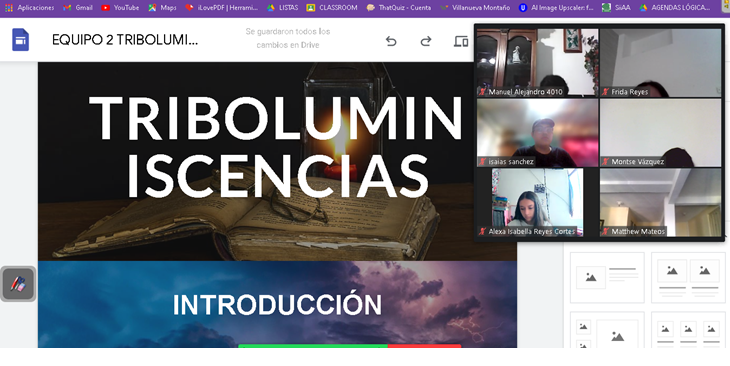 Aplicaciones
Gmail
YouTube
Maps
iLovePDF | Herrami...
LISTAS
CLASSROOM
ThatQuiz - Cuenta
Villanueva Montaño
AI Image Upscaler: f...
SiiAA
AGENDAS LÓGICA...
EQUIPO 2 TRIBOLUMI...
Se guardaron todos los
cambios en Drive
TRIBOLUMIN
ISCENCIAS
INTRODUCCIÓN
Manuel Alejandro 4010
Frida Reyes
isaias sanchez
Montse Vázquez
Alexa Isabella Reyes Cortes
Matthew Mateos